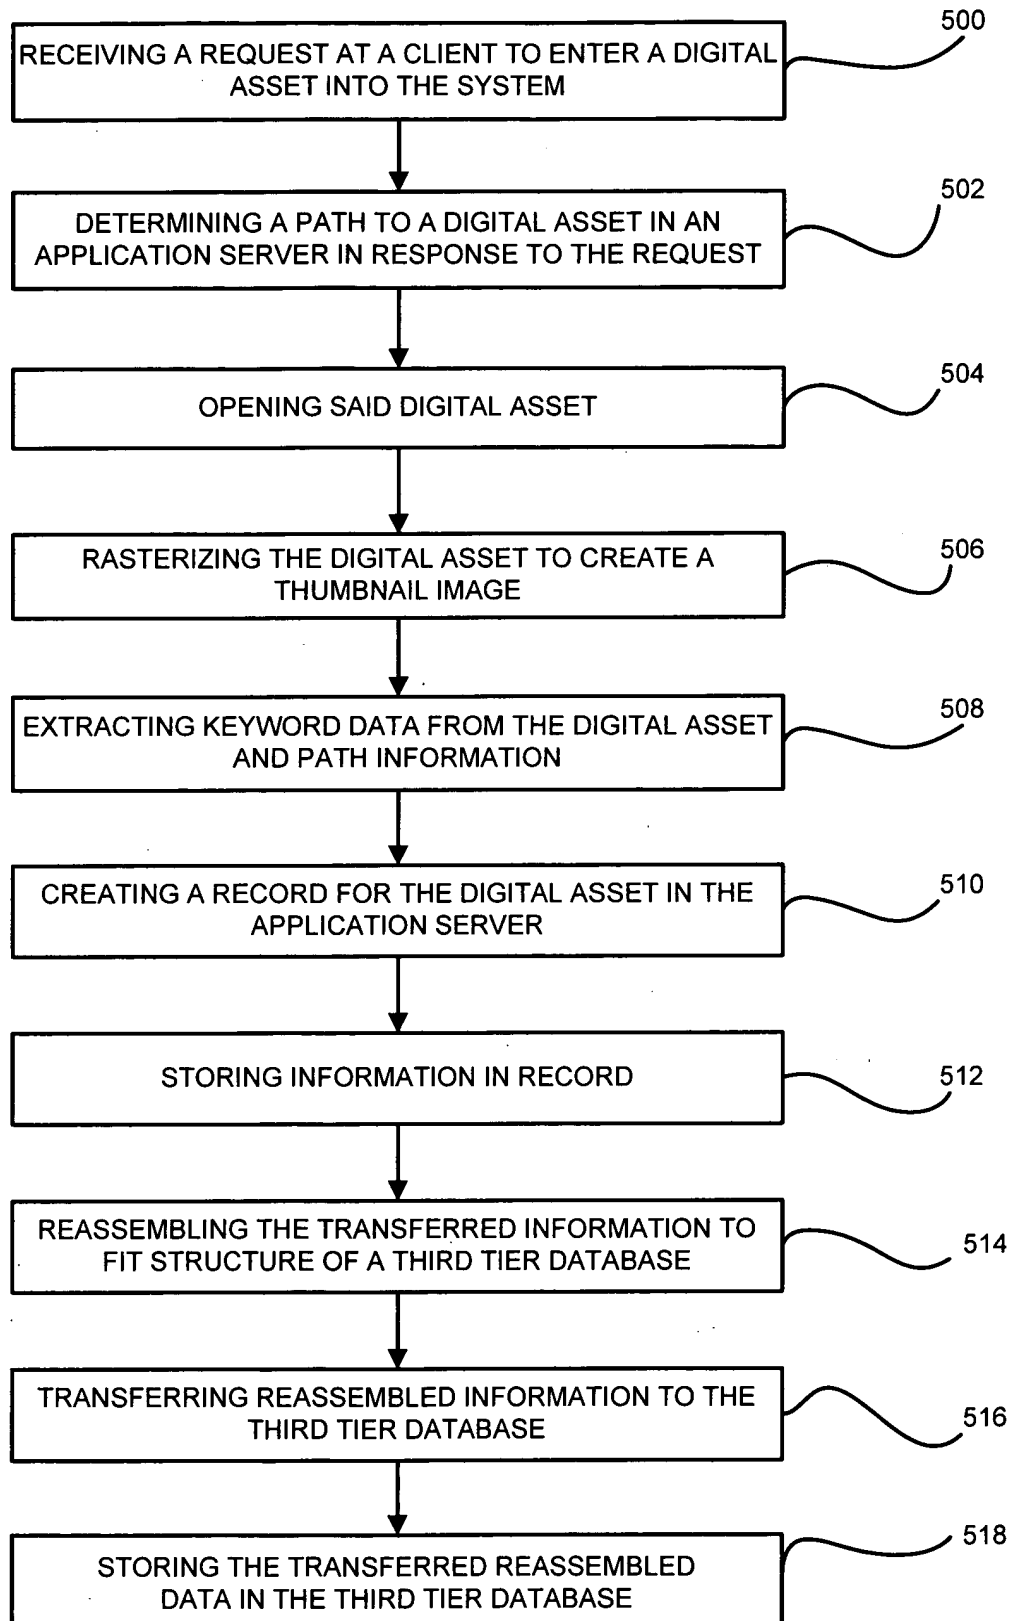 500
RECEIVING A REQUEST AT A CLIENT TO ENTER A DIGITAL
ASSET INTO THE SYSTEM
502
DETERMINING A PATH TO A DIGITAL ASSET IN AN
APPLICATION SERVER IN RESPONSE TO THE REQUEST
504
OPENING SAID DIGITAL ASSET
506
RASTERIZING THE DIGITAL ASSET TO CREATE A
THUMBNAIL IMAGE
508
EXTRACTING KEYWORD DATA FROM THE DIGITAL ASSET
AND PATH INFORMATION
510
CREATING A RECORD FOR THE DIGITAL ASSET IN THE
APPLICATION SERVER
512
STORING INFORMATION IN RECORD
514
REASSEMBLING THE TRANSFERRED INFORMATION TO
FIT STRUCTURE OF A THIRD TIER DATABASE
516
TRANSFERRING REASSEMBLED INFORMATION TO THE
THIRD TIER DATABASE
518
STORING THE TRANSFERRED REASSEMBLED
DATA IN THE THIRD TIER DATABASE